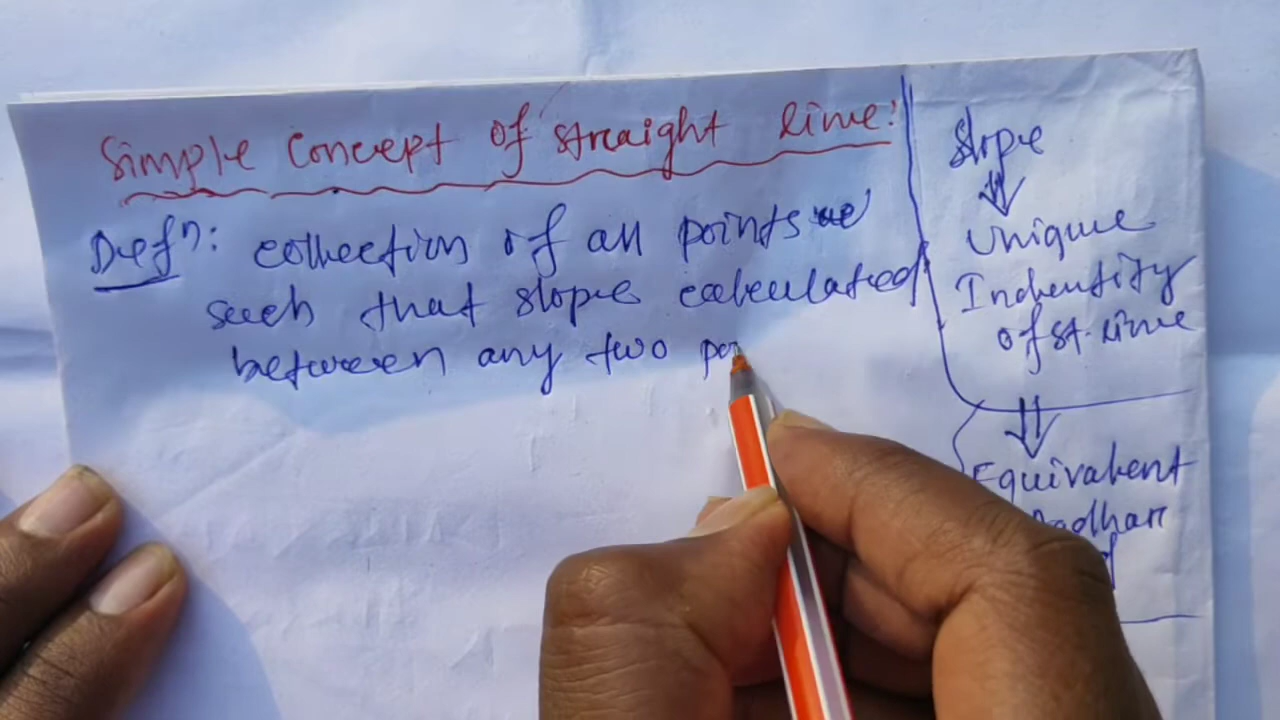 Simple Concept of straight line:
Defn: collection of all points
such that slope calculated
between any two po
Slope
Unique
Indentity
of st. line
Equivalent
Aadhar